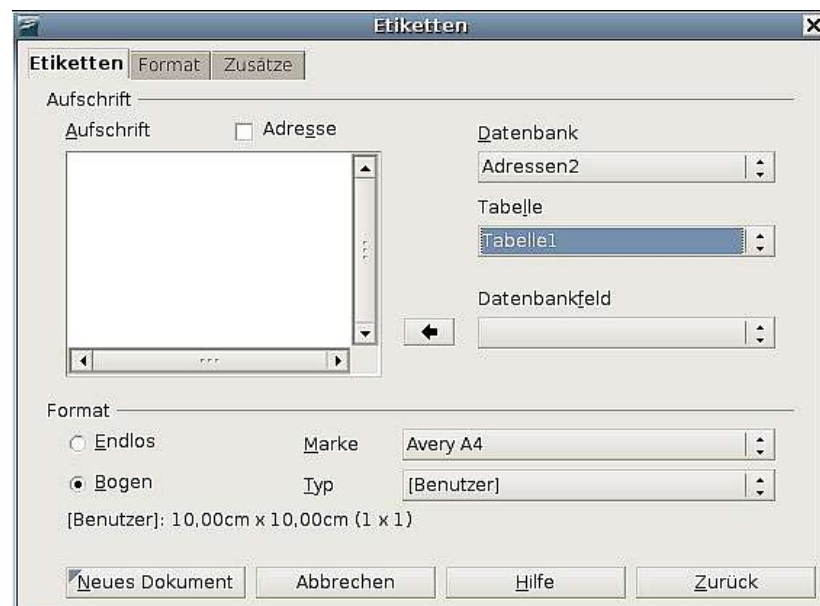 Etiketten
Etiketten Format Zusätze
Aufschrift
Aufschrift Adresse Datenbank
Adressen2
Tabelle
Tabelle1
Datenbankfeld
Format
Endlos Marke Avery A4
Bogen Typ [Benutzer]
[Benutzer]: 10,00cm x 10,00cm (1 x 1)
Neues Dokument Abbrechen Hilfe Zurück